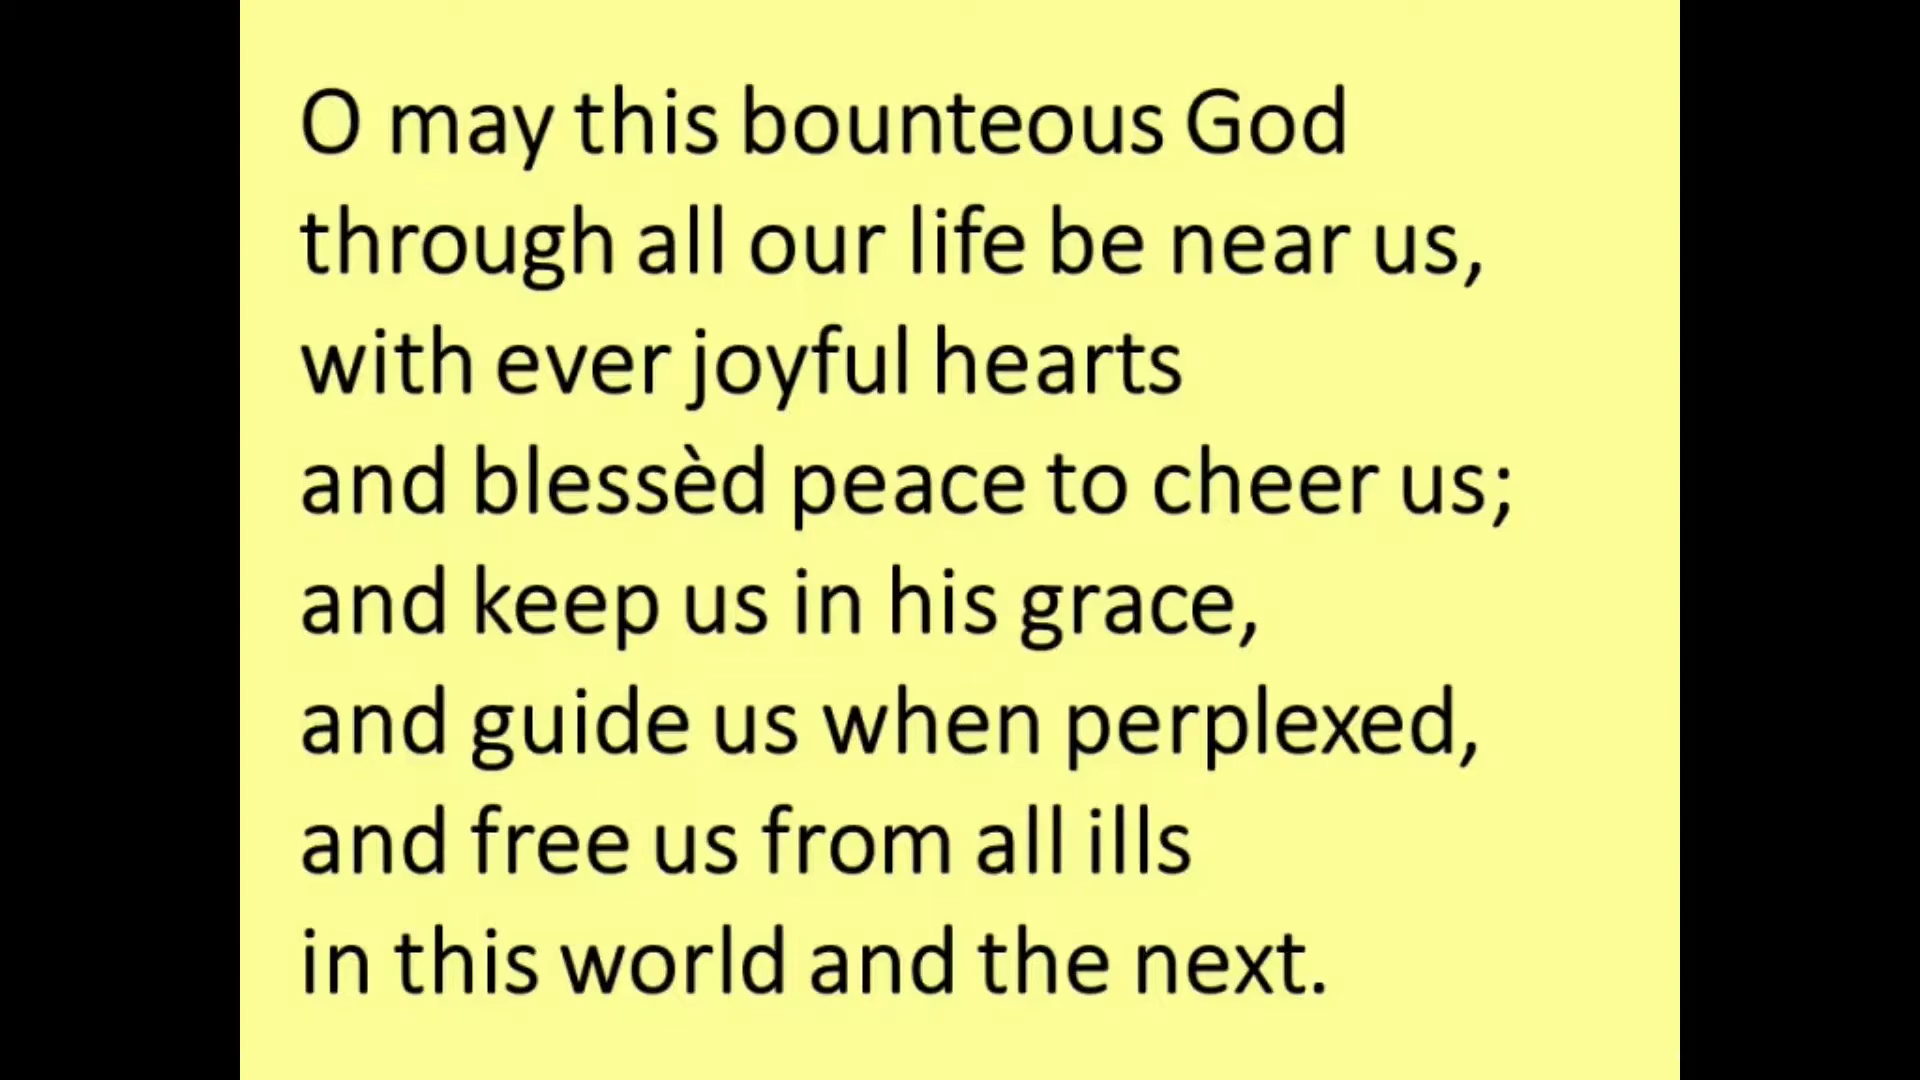 O may this bounteous God
through all our life be near us,
with ever joyful hearts
and blessèd peace to cheer us;
and keep us in his grace,
and guide us when perplexed,
and free us from all ills
in this world and the next.